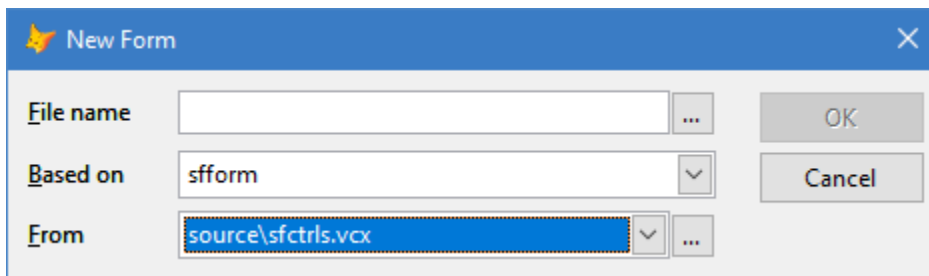 New Form
File name ...
OK
Based on sfform
Cancel
From source\sfctrls.vcx ...